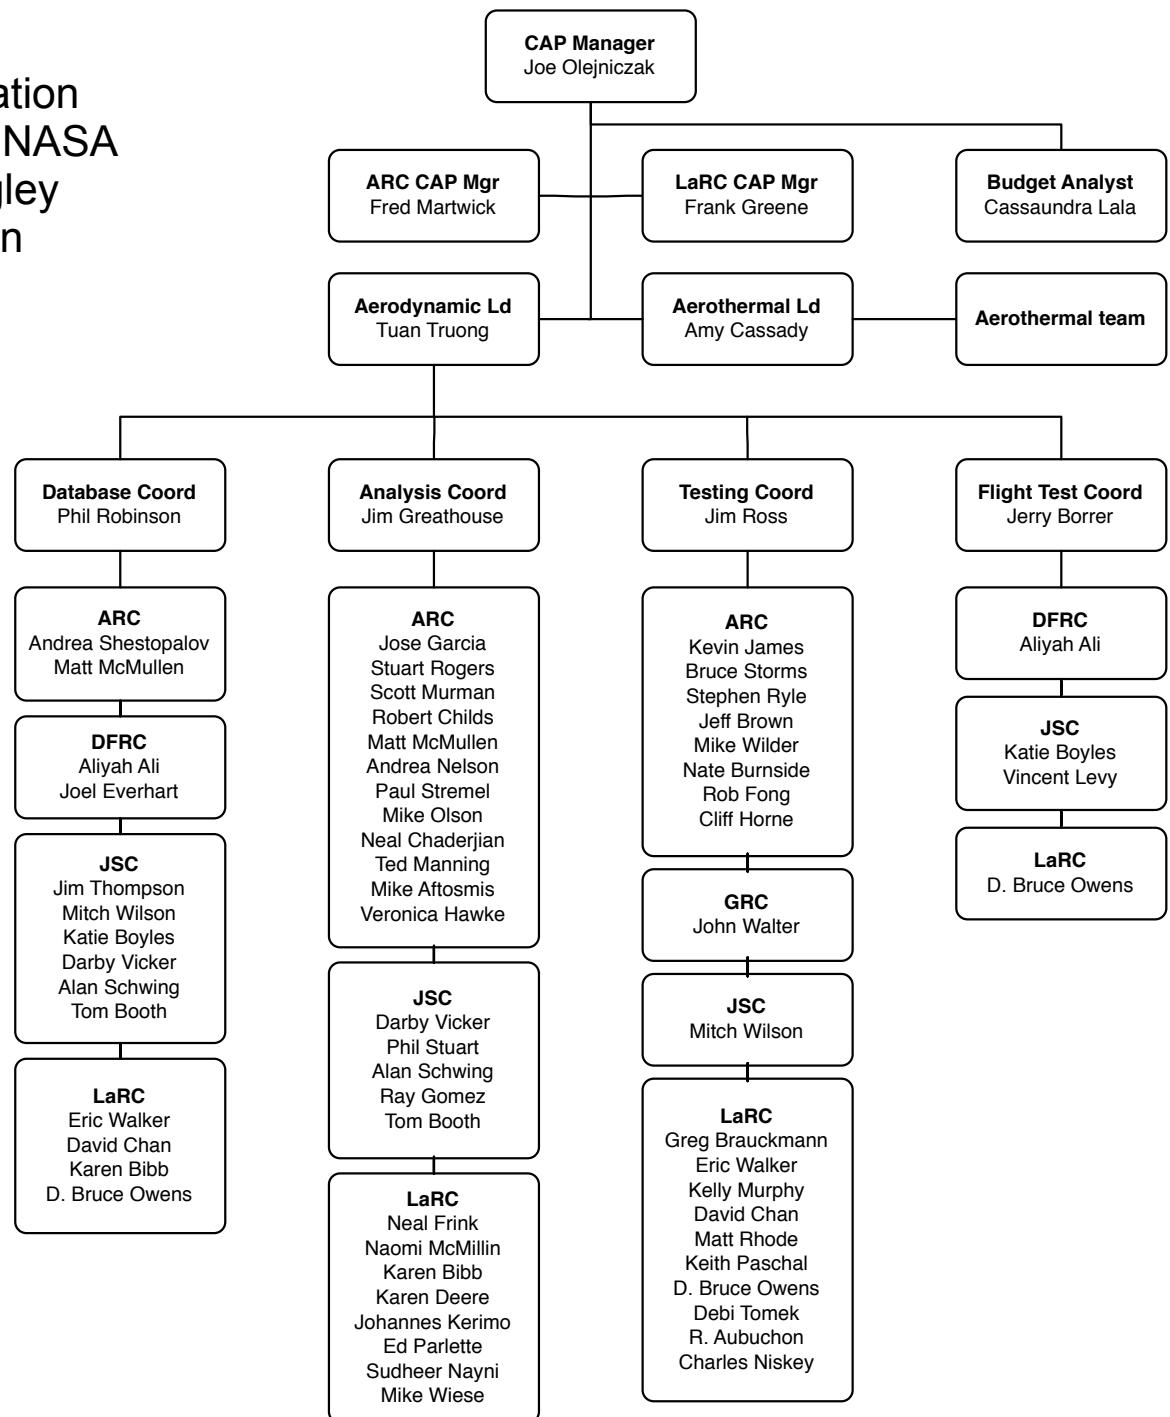 ation
NASA
gley
n
CAP Manager
Joe Olejniczak
ARC CAP Mgr
Fred Martwick
LaRC CAP Mgr
Frank Greene
Budget Analyst
Cassaundra Lala
Aerodynamic Ld
Tuan Truong
Aerothermal Ld
Amy Cassady
Aerothermal team
Database Coord
Phil Robinson
Analysis Coord
Jim Greathouse
Testing Coord
Jim Ross
Flight Test Coord
Jerry Borrer
ARC
Andrea Shestopalov
Matt McMullen
DFRC
Aliyah Ali
Joel Everhart
JSC
Jim Thompson
Mitch Wilson
Katie Boyles
Darby Vicker
Alan Schwing
Tom Booth
LaRC
Eric Walker
David Chan
Karen Bibb
D. Bruce Owens
ARC
Jose Garcia
Stuart Rogers
Scott Murman
Robert Childs
Matt McMullen
Andrea Nelson
Paul Stremel
Mike Olson
Neal Chaderjian
Ted Manning
Mike Aftosmis
Veronica Hawke
JSC
Darby Vicker
Phil Stuart
Alan Schwing
Ray Gomez
Tom Booth
LaRC
Neal Frink
Naomi McMillin
Karen Bibb
Karen Deere
Johannes Kerimo
Ed Parlette
Sudheer Nayni
Mike Wiese
ARC
Kevin James
Bruce Storms
Stephen Ryle
Jeff Brown
Mike Wilder
Nate Burnside
Rob Fong
Cliff Horne
GRC
John Walter
JSC
Mitch Wilson
LaRC
Greg Brauckmann
Eric Walker
Kelly Murphy
David Chan
Matt Rhode
Keith Paschal
D. Bruce Owens
Debi Tomek
R. Aubuchon
Charles Niskey
DFRC
Aliyah Ali
JSC
Katie Boyles
Vincent Levy
LaRC
D. Bruce Owens